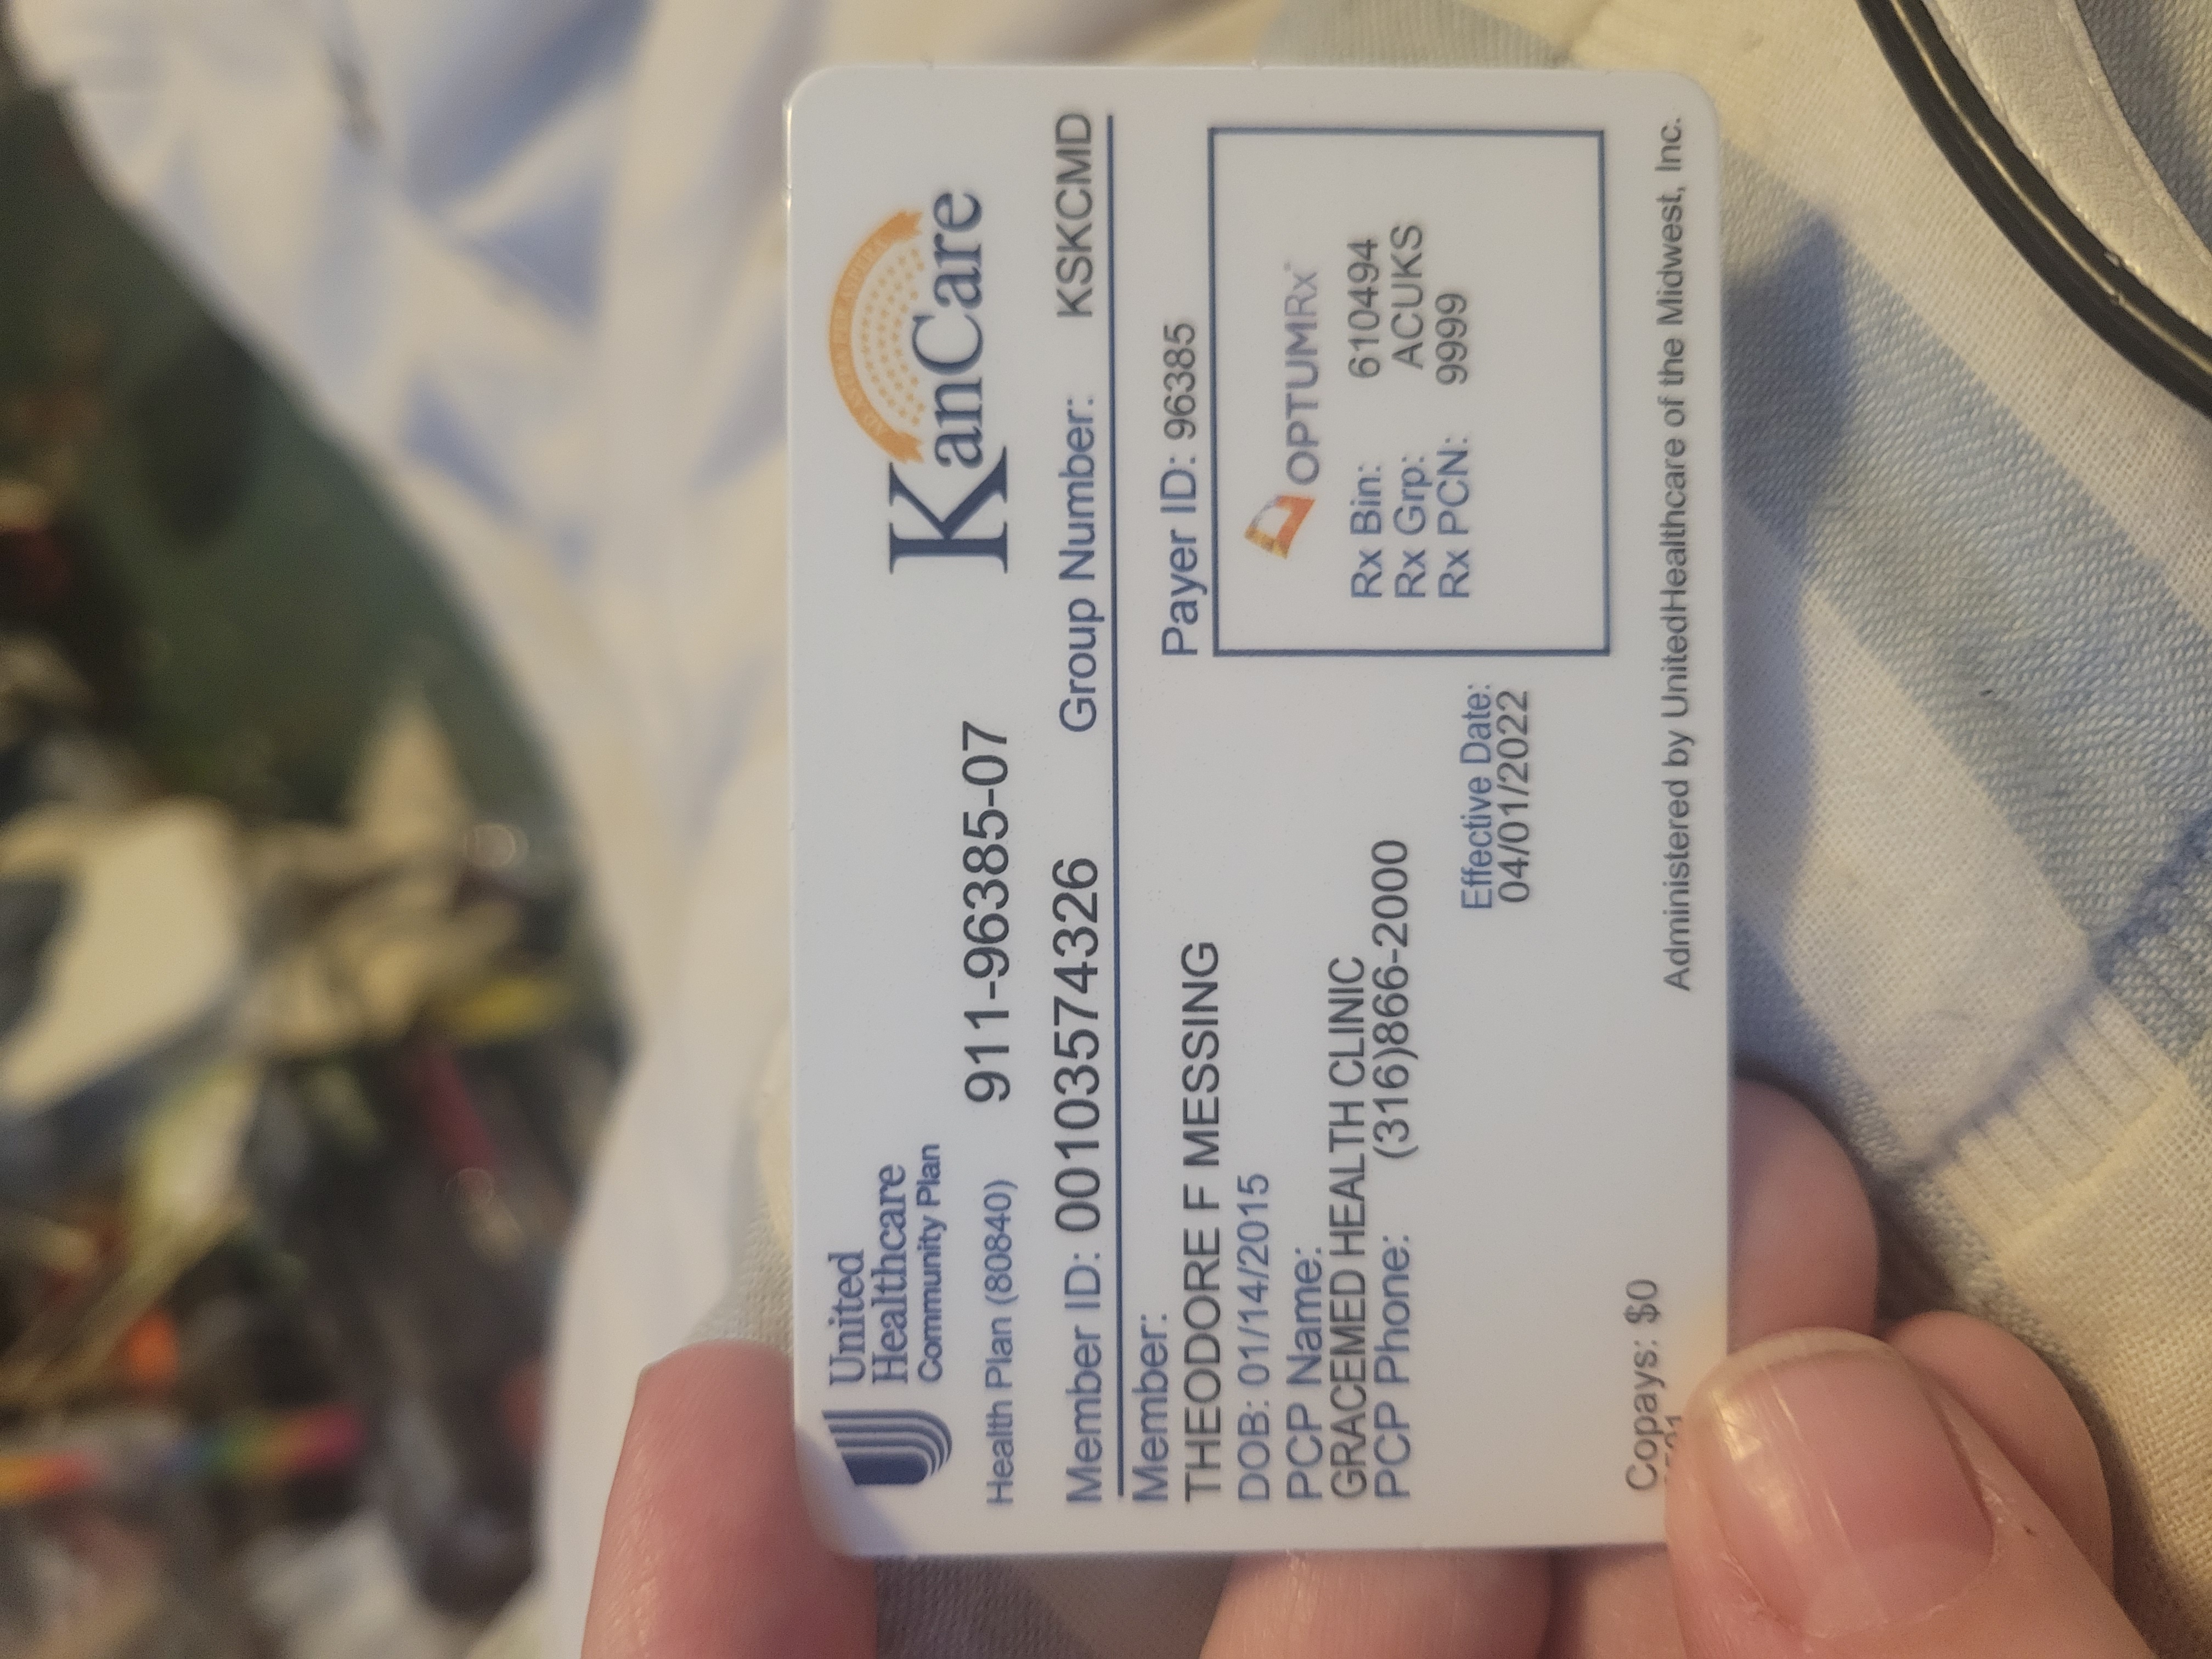 United
Healthcare
Community Plan
KanCare
Health Plan (80840) 911-96385-07
Member ID: 00103574326 Group Number: KSKCMD
Member:
THEODORE F MESSING
DOB: 01/14/2015
PCP Name:
GRACEMED HEALTH CLINIC
PCP Phone: (316)866-2000
Effective Date:
04/01/2022
Payer ID: 96385
OPTUMRx
Rx Bin: 610494
Rx Grp: ACUKS
Rx PCN: 9999
Copays: $0
Administered by UnitedHealthcare of the Midwest, Inc.